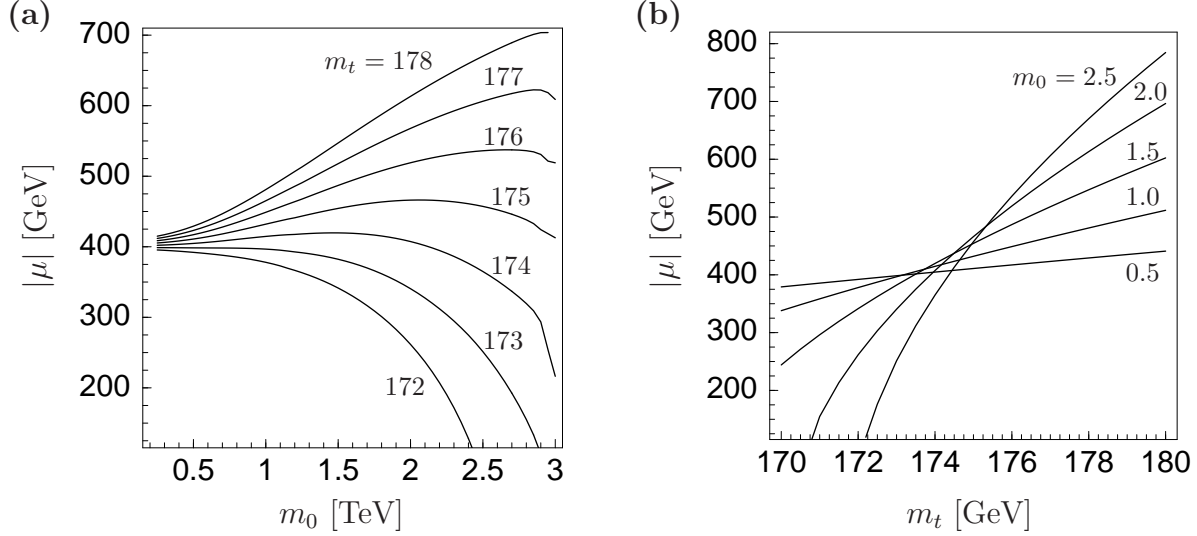 (a)
|μ| [GeV]
700
600
500
400
300
200
m_t = 178
177
176
175
174
173
172
0.5 1 1.5 2 2.5 3
m_0 [TeV]
(b)
|μ| [GeV]
800
700
600
500
400
300
200
m_0 = 2.5
2.0
1.5
1.0
0.5
170 172 174 176 178 180
m_t [GeV]